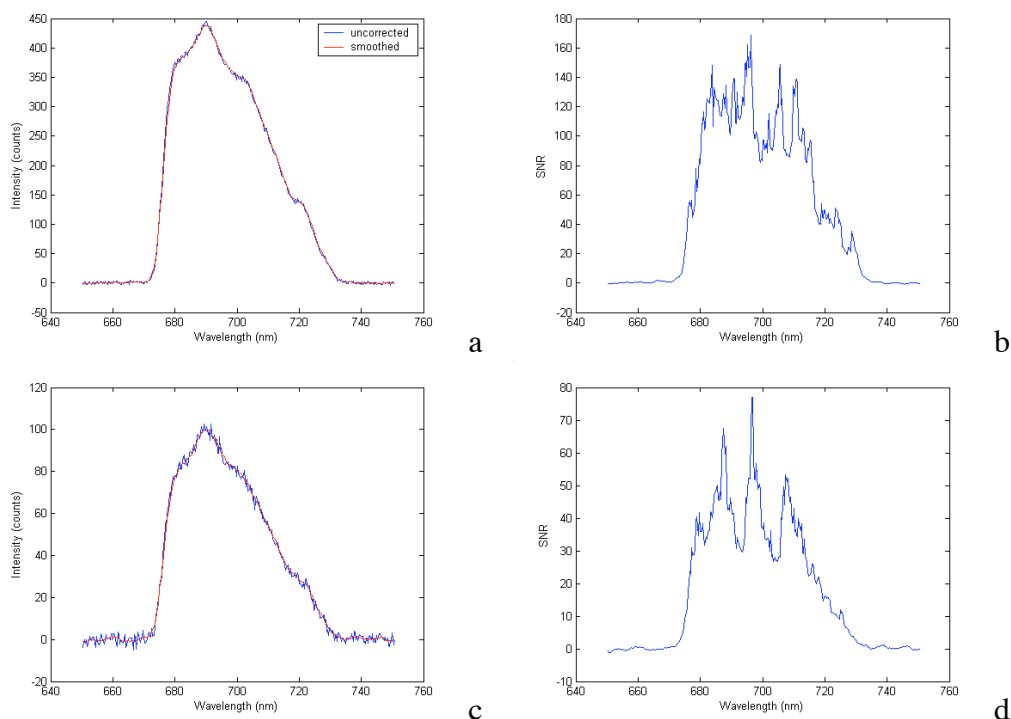 450
400
350
300
250
200
150
100
50
0
-50
Intensity (counts)
uncorrected
smoothed
640 660 680 700 720 740 760
Wavelength (nm)
a
180
160
140
120
100
80
60
40
20
0
-20
SNR
640 660 680 700 720 740 760
Wavelength (nm)
b
120
100
80
60
40
20
0
-20
Intensity (counts)
640 660 680 700 720 740 760
Wavelength (nm)
c
80
70
60
50
40
30
20
10
0
-10
SNR
640 660 680 700 720 740 760
Wavelength (nm)
d